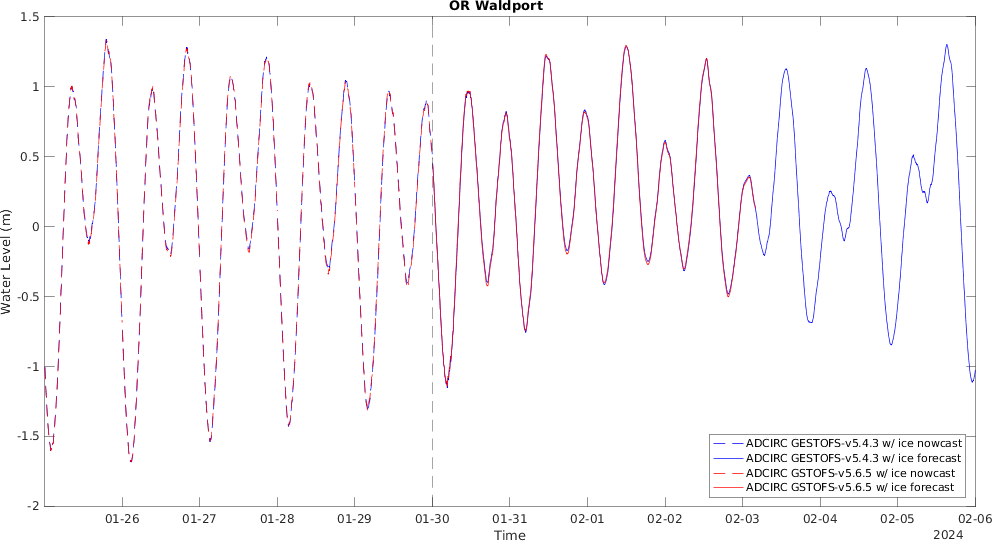 OR Waldport
1.5
1
0.5
0
-0.5
-1
-1.5
-2
Water Level (m)
01-26 01-27 01-28 01-29 01-30 01-31 02-01 02-02 02-03 02-04 02-05 02-06
Time
2024
ADCIRC GESTOFS-v5.4.3 w/ ice nowcast
ADCIRC GESTOFS-v5.4.3 w/ ice forecast
ADCIRC GSTOFS-v5.6.5 w/ ice nowcast
ADCIRC GSTOFS-v5.6.5 w/ ice forecast